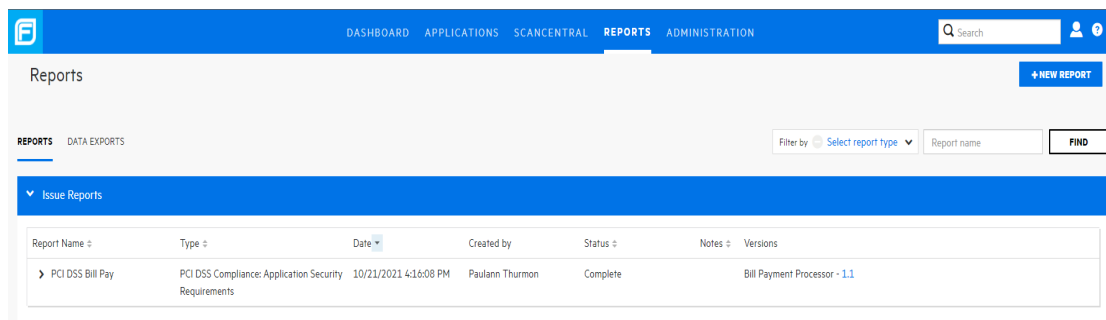 DASHBOARD APPLICATIONS SCANCENTRAL REPORTS ADMINISTRATION Search
Reports
+NEW REPORT
REPORTS DATA EXPORTS
Filter by Select report type Report name FIND
Issue Reports
Report Name Type Date Created by Status Notes Versions
PCI DSS Bill Pay PCI DSS Compliance: Application Security 10/21/2021 4:16:08 PM Paulann Thurmon Complete Bill Payment Processor - 1.1
Requirements